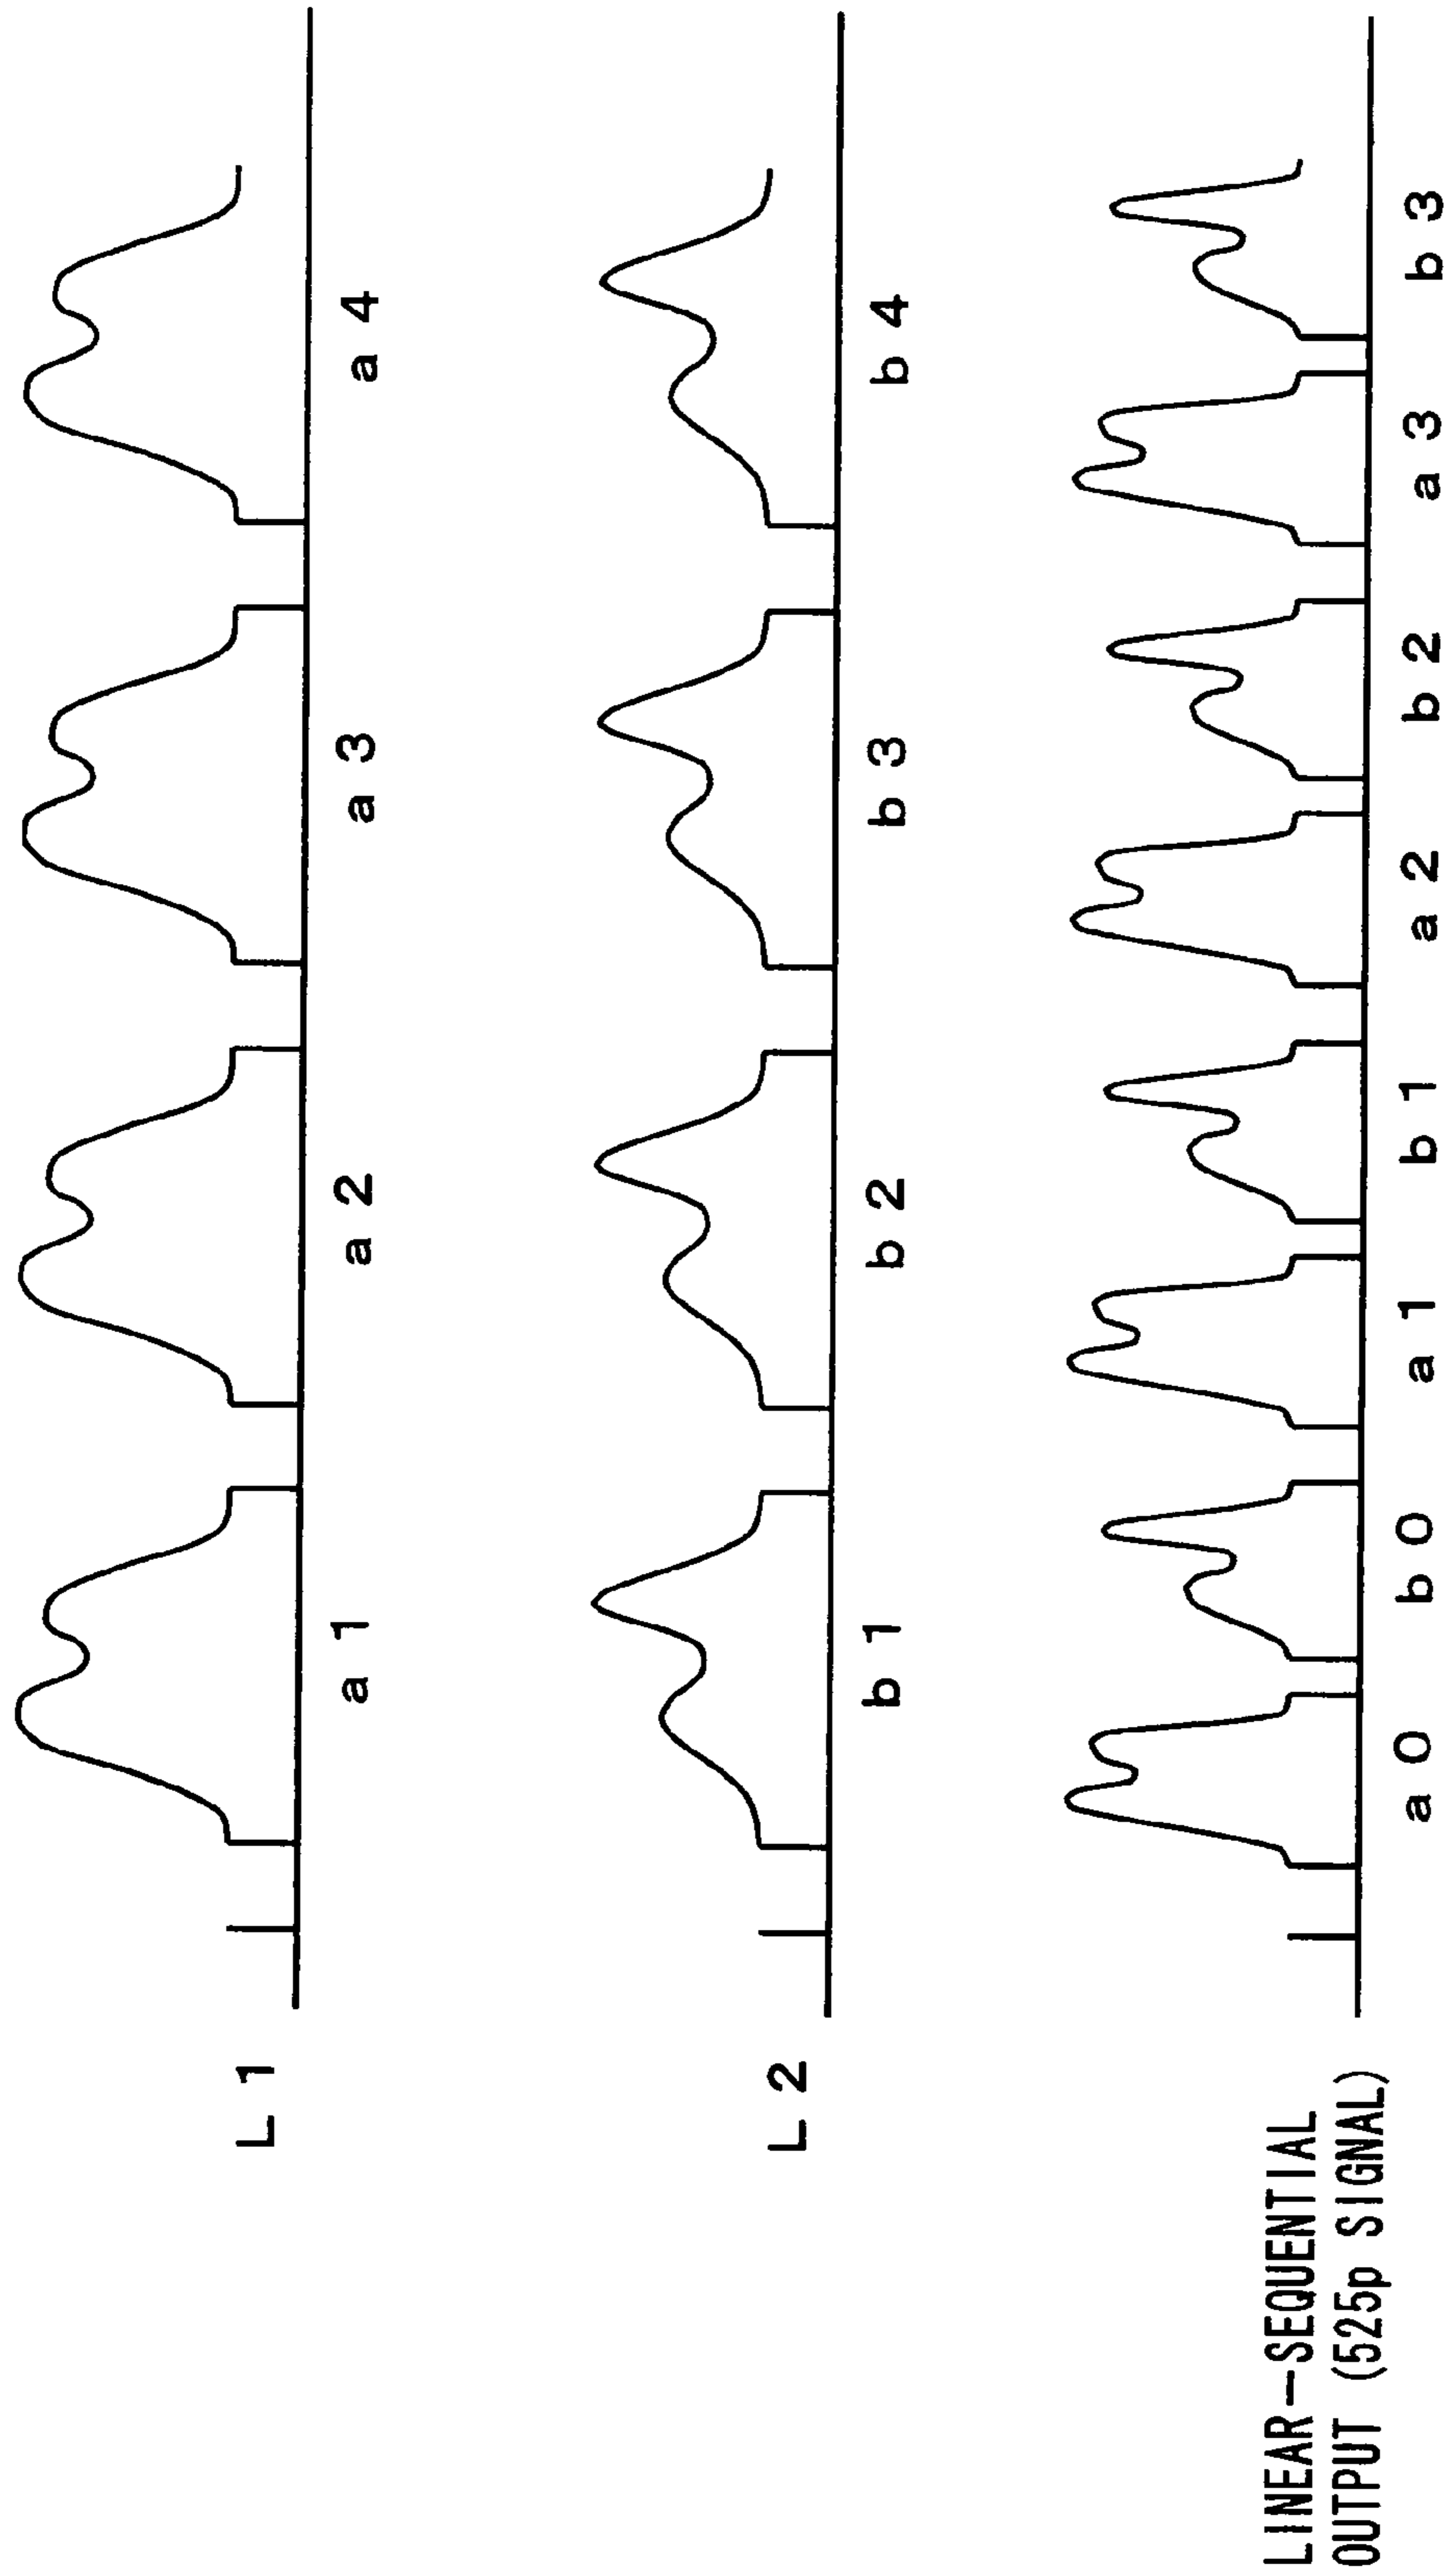 L 1
a 1 a 2 a 3 a 4
L 2
b 1 b 2 b 3 b 4
LINEAR-SEQUENTIAL
OUTPUT (525p SIGNAL)
a 0 b 0 a 1 b 1 a 2 b 2 a 3 b 3